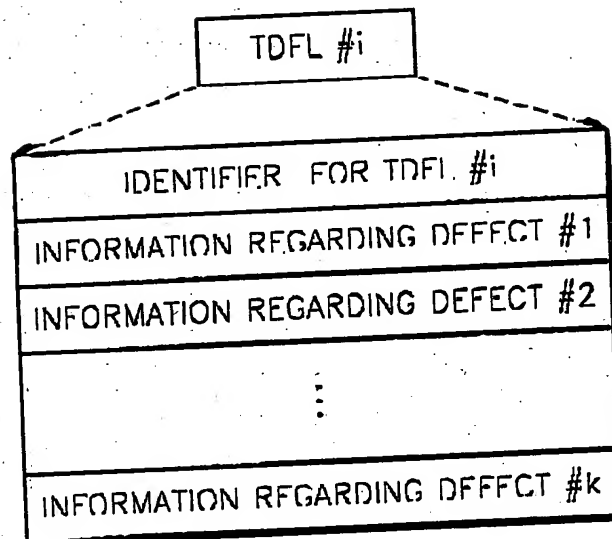 TDFL #i
IDENTIFIER FOR TDFL #i
INFORMATION REGARDING DEFECT #1
INFORMATION REGARDING DEFECT #2
⋮
INFORMATION REGARDING DEFECT #k